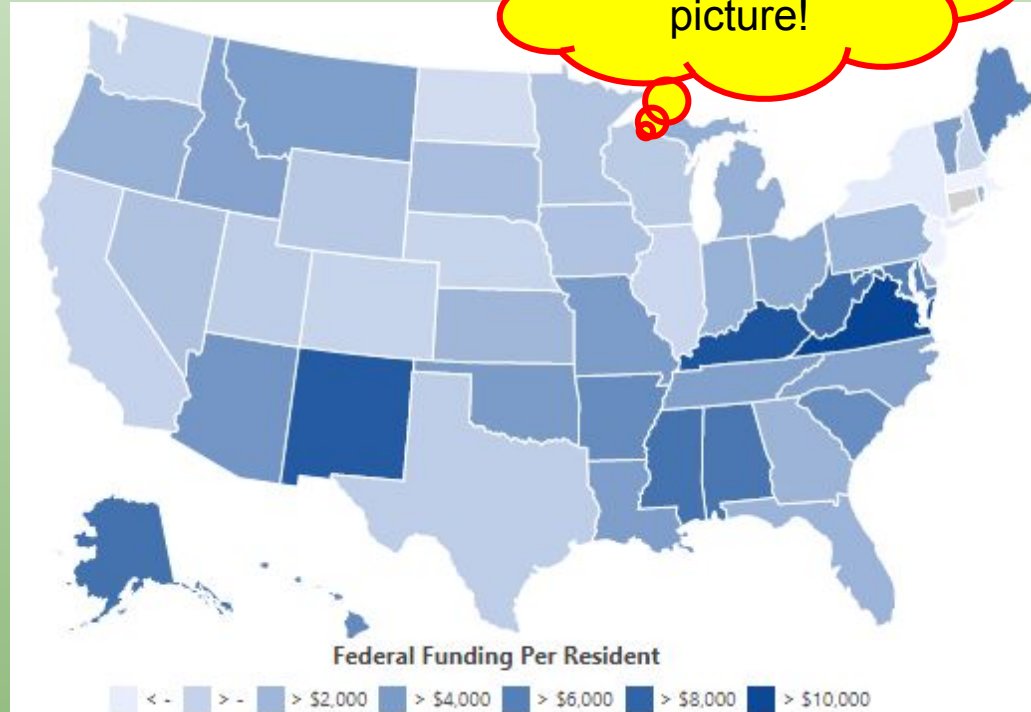 picture!
Federal Funding Per Resident
< - > - > $2,000 > $4,000 > $6,000 > $8,000 > $10,000